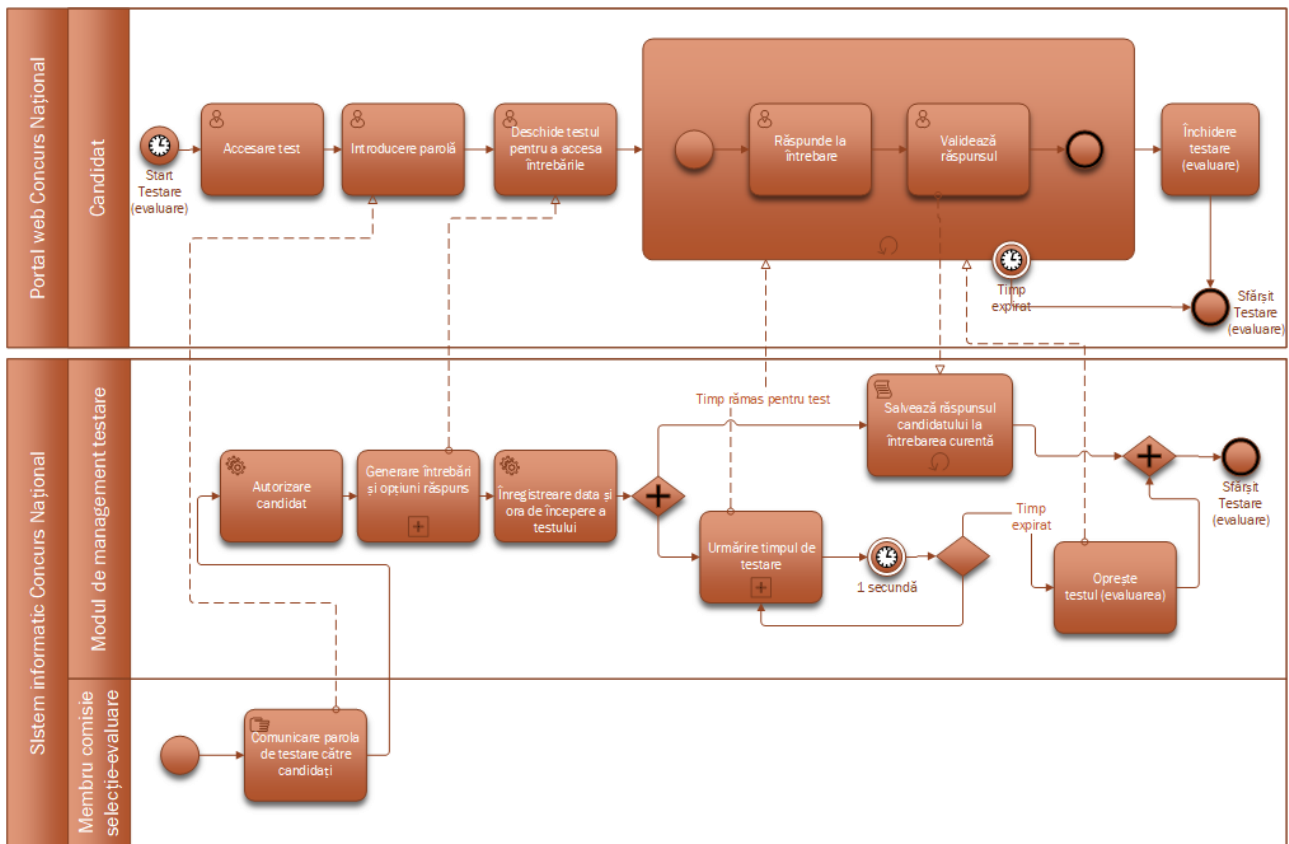 Portal web Concurs Național
Candidat
Start
Testare
(evaluare)
Accesare test
Introducere parolă
Deschide testul
pentru a accesa
întrebările
Răspunde la
întrebare
Validează
răspunsul
Închidere
testare
(evaluare)
Timp
expirat
Sfârșit
Testare
(evaluare)
SIstem informatic Concurs Național
Modul de management testare
Autorizare
candidat
Generare întrebări
și opțiuni răspuns
Înregistreare data și
ora de începere a
testului
Timp rămas pentru test
Urmărire timpul de
testare
1 secundă
Salvează răspunsul
candidatului la
întrebarea curentă
Timp
expirat
Oprește
testul (evaluarea)
Sfârșit
Testare
(evaluare)
Membru comisie
selecție-evaluare
Comunicare parola
de testare către
candidați